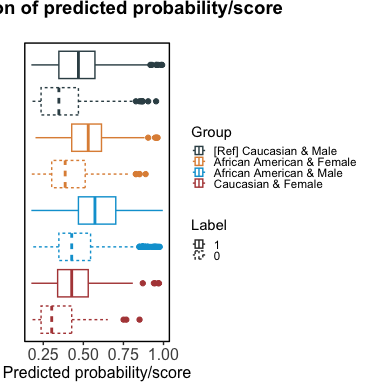 on of predicted probability/score
Group
[Ref] Caucasian & Male
African American & Female
African American & Male
Caucasian & Female
Label
1
0
0.25 0.50 0.75 1.00
Predicted probability/score